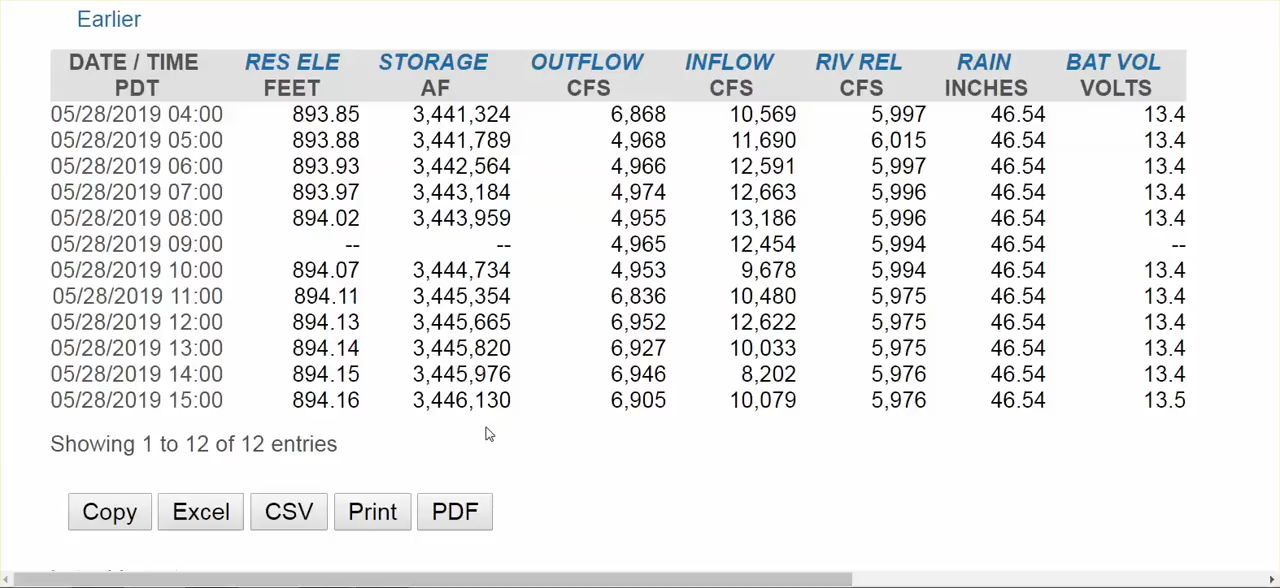 Earlier
DATE / TIME RES ELE STORAGE OUTFLOW INFLOW RIV REL RAIN BAT VOL
PDT FEET AF CFS CFS CFS INCHES VOLTS
05/28/2019 04:00 893.85 3,441,324 6,868 10,569 5,997 46.54 13.4
05/28/2019 05:00 893.88 3,441,789 4,968 11,690 6,015 46.54 13.4
05/28/2019 06:00 893.93 3,442,564 4,966 12,591 5,997 46.54 13.4
05/28/2019 07:00 893.97 3,443,184 4,974 12,663 5,996 46.54 13.4
05/28/2019 08:00 894.02 3,443,959 4,955 13,186 5,996 46.54 13.4
05/28/2019 09:00 -- -- 4,965 12,454 5,994 46.54 --
05/28/2019 10:00 894.07 3,444,734 4,953 9,678 5,994 46.54 13.4
05/28/2019 11:00 894.11 3,445,354 6,836 10,480 5,975 46.54 13.4
05/28/2019 12:00 894.13 3,445,665 6,952 12,622 5,975 46.54 13.4
05/28/2019 13:00 894.14 3,445,820 6,927 10,033 5,975 46.54 13.4
05/28/2019 14:00 894.15 3,445,976 6,946 8,202 5,976 46.54 13.4
05/28/2019 15:00 894.16 3,446,130 6,905 10,079 5,976 46.54 13.5
Showing 1 to 12 of 12 entries
Copy Excel CSV Print PDF